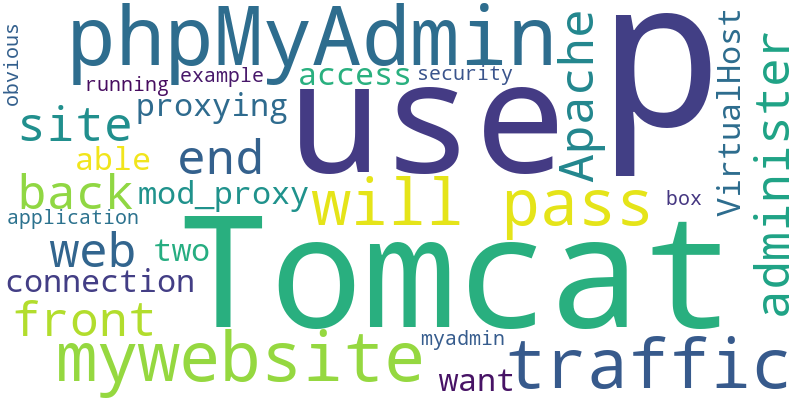 phpMyAdmin
p
obvious
running
example
access
security
use
Apache
VirtualHost
administer
site
proxying
able
end
back
mod_proxy
will
pass
box
application
Tomcat
web
two
connection
front
mywebsite
myadmin
want
traffic